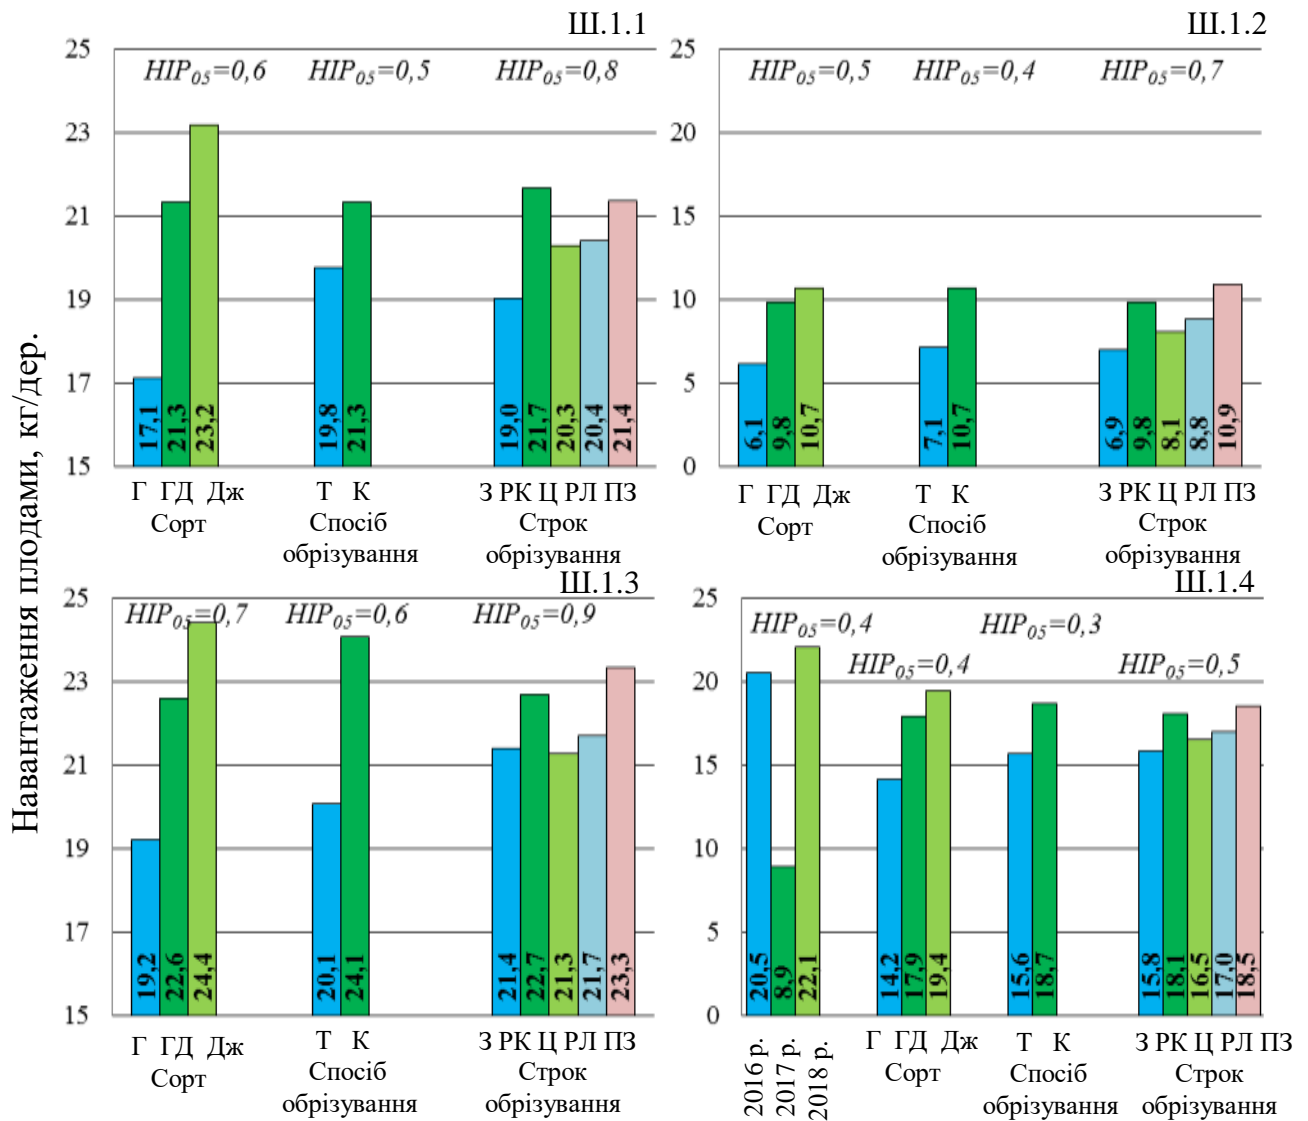 Навантаження плодами, кг/дер.
Ш.1.1
НІР05=0,6 НІР05=0,5 НІР05=0,8
25
23
21
19
17
15
17,1 21,3 23,2 19,8 21,3 19,0 21,7 20,3 20,4 21,4
Г ГД Дж Т К З РК Ц РЛ ПЗ
Сорт Спосіб Строк
обрізування обрізування
Ш.1.2
НІР05=0,5 НІР05=0,4 НІР05=0,7
25
20
15
10
5
0
6,1 9,8 10,7 7,1 10,7 6,9 9,8 8,1 8,8 10,9
Г ГД Дж Т К З РК Ц РЛ ПЗ
Сорт Спосіб Строк
обрізування обрізування
Ш.1.3
НІР05=0,7 НІР05=0,6 НІР05=0,9
25
23
21
19
17
15
19,2 22,6 24,4 20,1 24,1 21,4 22,7 21,3 21,7 23,3
Г ГД Дж Т К З РК Ц РЛ ПЗ
Сорт Спосіб Строк
обрізування обрізування
Ш.1.4
НІР05=0,4 НІР05=0,3
НІР05=0,4 НІР05=0,5
25
20
15
10
5
0
20,5 8,9 22,1 14,2 17,9 19,4 15,6 18,7 15,8 18,1 16,5 17,0 18,5
2016 р. 2017 р. 2018 р. Г ГД Дж Т К З РК Ц РЛ ПЗ
Сорт Спосіб Строк
обрізування обрізування